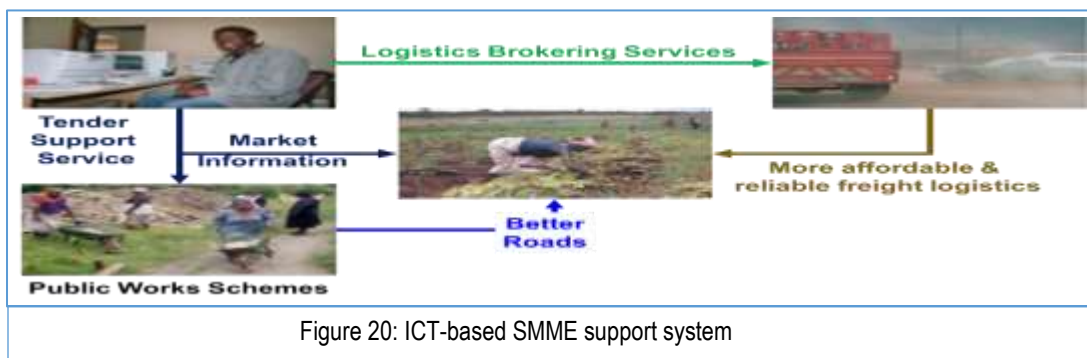 Logistics Brokering Services
Tender
Support
Service
Market
Information
More affordable &
reliable freight logistics
Better
Roads
Public Works Schemes
Figure 20: ICT-based SMME support system